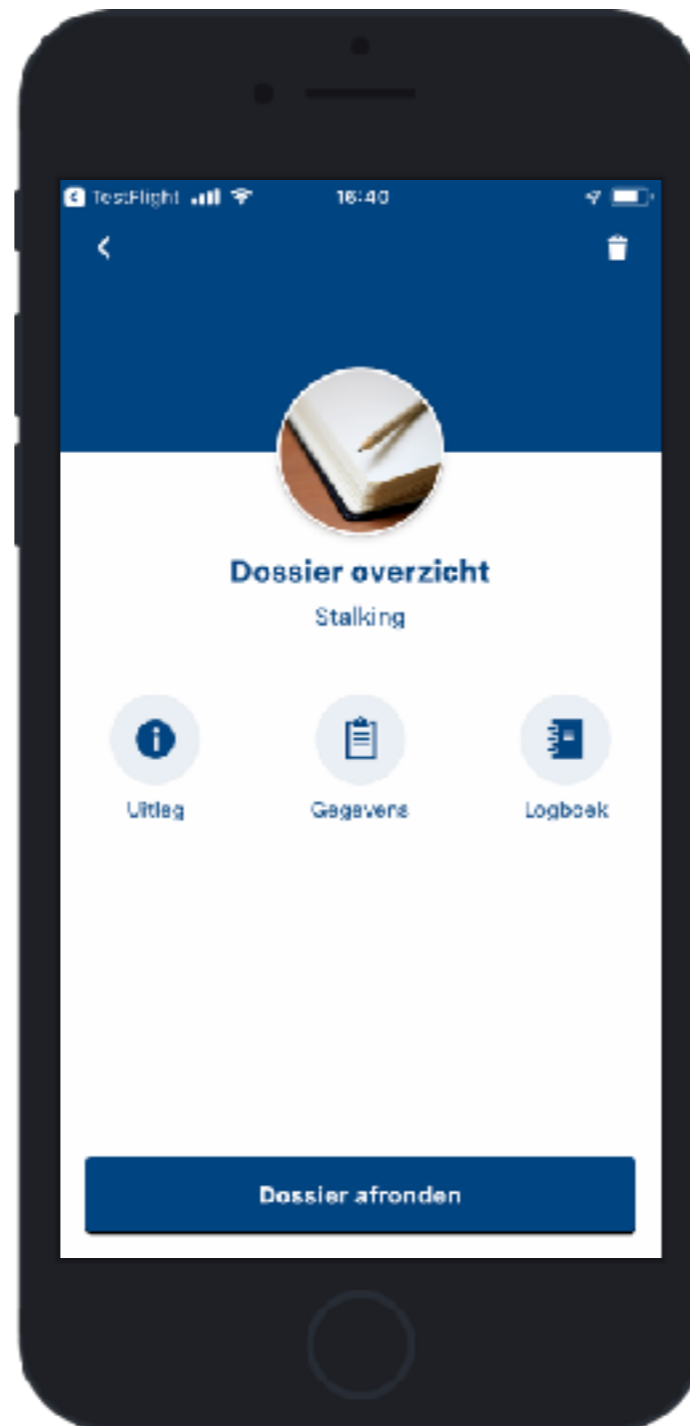 TestFlight 16:40
Dossier overzicht
Stalking
Uitleg Gegevens Logboek
Dossier afronden